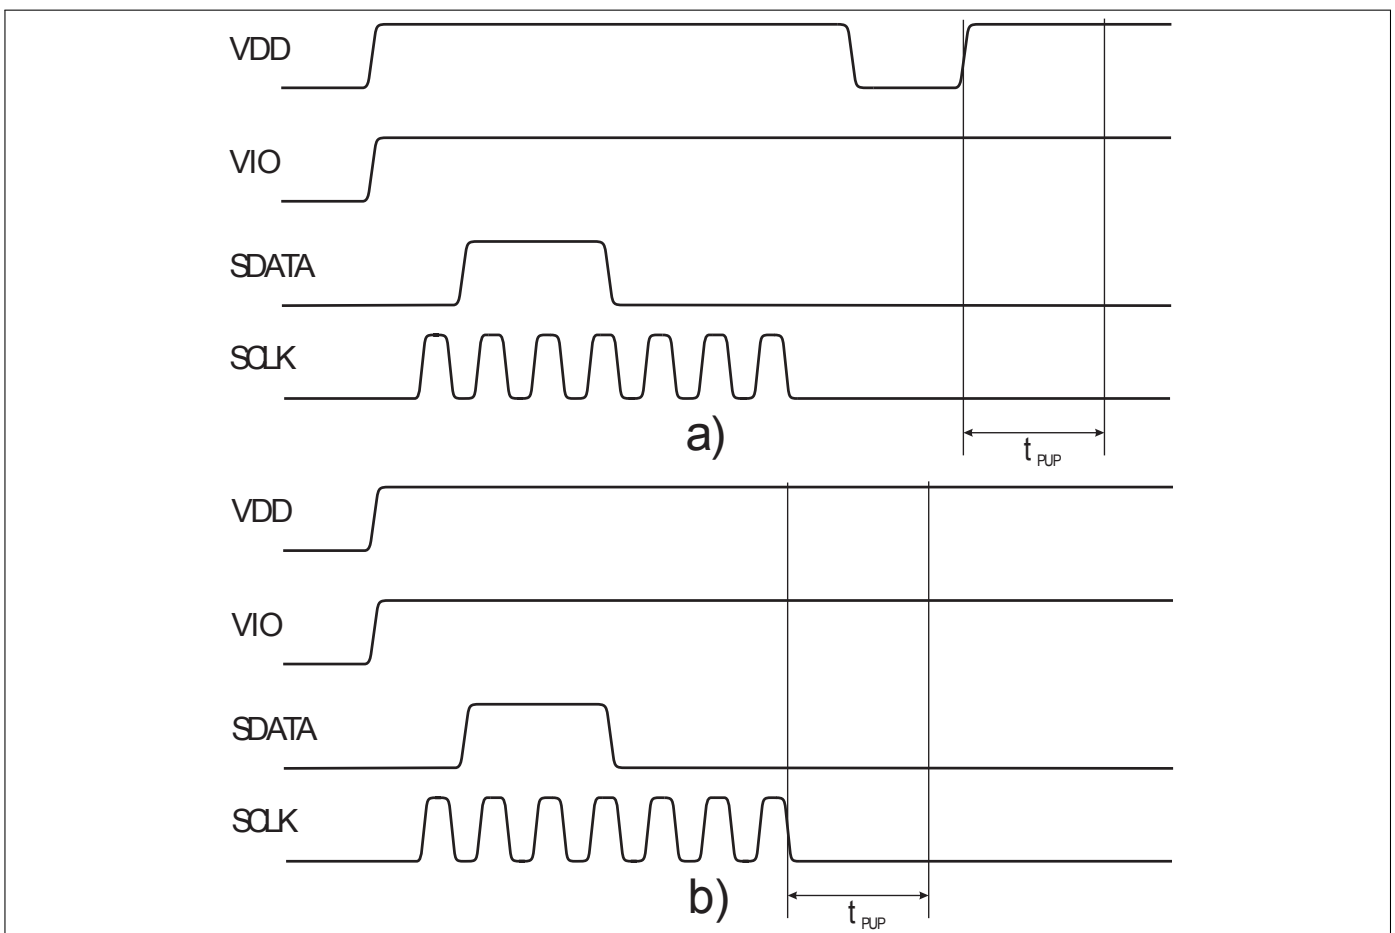 VDD
VIO
SDATA
SCLK
a)
t PUP
VDD
VIO
SDATA
SCLK
b)
t PUP